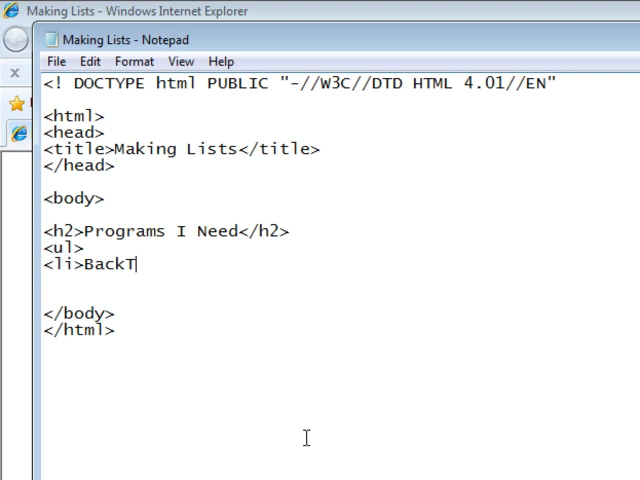 Making Lists - Windows Internet Explorer
Making Lists - Notepad
File Edit Format View Help
<! DOCTYPE html PUBLIC "-//W3C//DTD HTML 4.01//EN"
<html>
<head>
<title>Making Lists</title>
</head>
<body>
<h2>Programs I Need</h2>
<ul>
<li>BackT
</body>
</html>